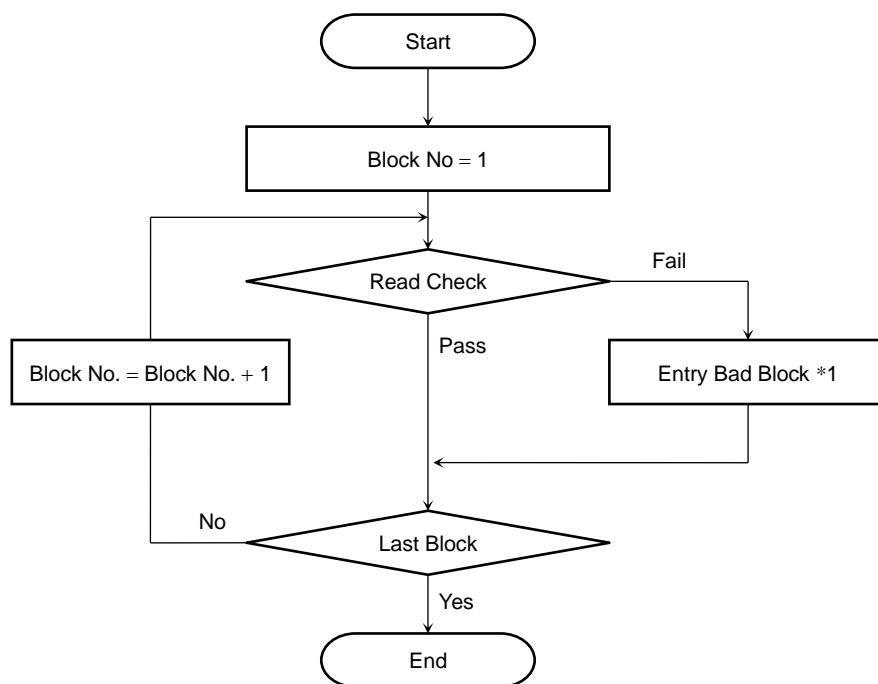 Start
Block No = 1
Read Check
Fail
Pass
Block No. = Block No. + 1
Entry Bad Block *1
No
Last Block
Yes
End